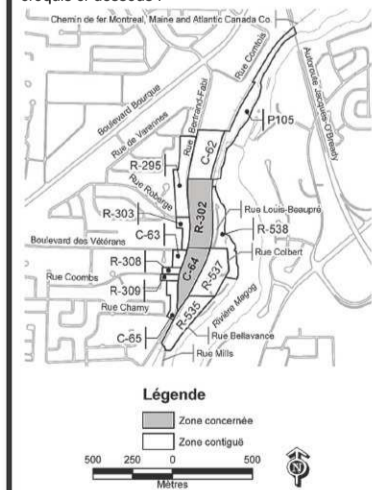 croquis ci-dessous :
Chemin de fer Montreal, Maine and Atlantic Canada Co.
Rue Comtois
Autoroute Jacques-O'Bready
Boulevard Bourque
Rue Bertrand-Fabi
P105
Rue de Varennes
C-62
R-295
Rue Roberge
R-302
R-303
Rue Louis-Beaupré
C-63
R-538
Boulevard des Vétérans
Rue Colbert
R-308
R-537
Rue Coombs
C-64
R-309
Rivière Magog
Rue Charny
R-535
Rue Bellavance
C-65
Rue Mills
Légende
Zone concernée
Zone contiguë
500 250 0 500
Mètres
N